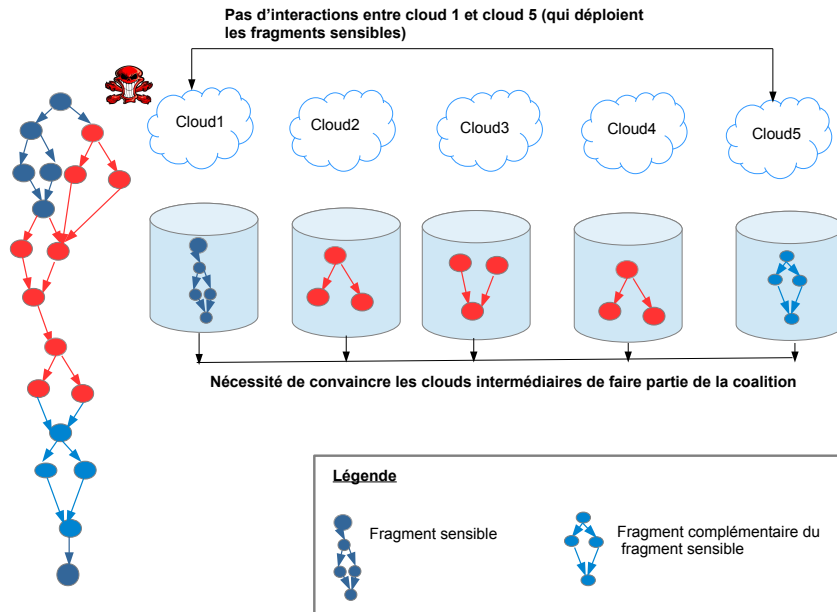 Pas d'interactions entre cloud 1 et cloud 5 (qui déploient
les fragments sensibles)
Cloud1
Cloud2
Cloud3
Cloud4
Cloud5
Nécessité de convaincre les clouds intermédiaires de faire partie de la coalition
Légende
Fragment sensible
Fragment complémentaire du
fragment sensible